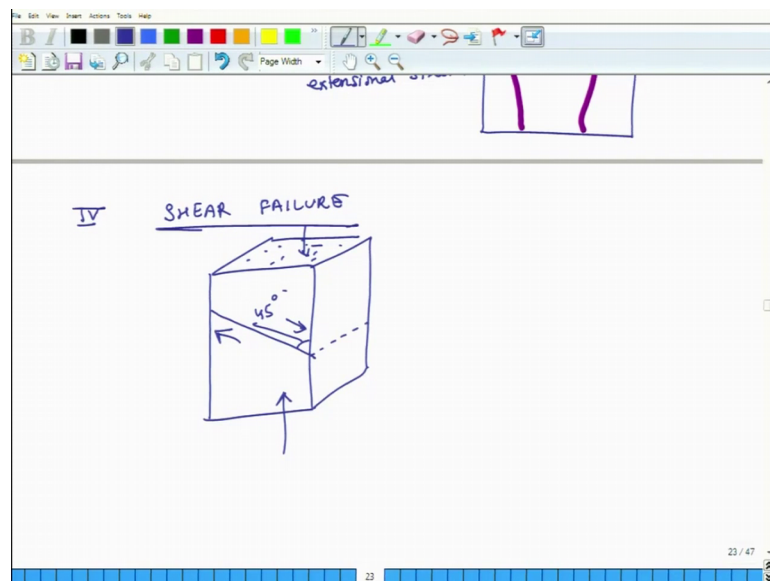 File Edit View Insert Actions Tools Help
B I
Page Width
extensional
IV SHEAR FAILURE
45°
23 / 47
23